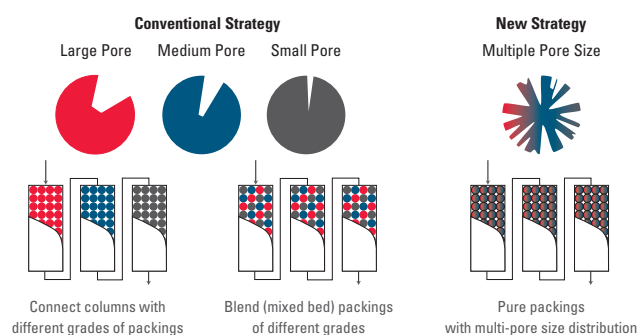 Conventional Strategy
New Strategy
Large Pore
Medium Pore
Small Pore
Multiple Pore Size
Connect columns with
different grades of packings
Blend (mixed bed) packings
of different grades
Pure packings
with multi-pore size distribution